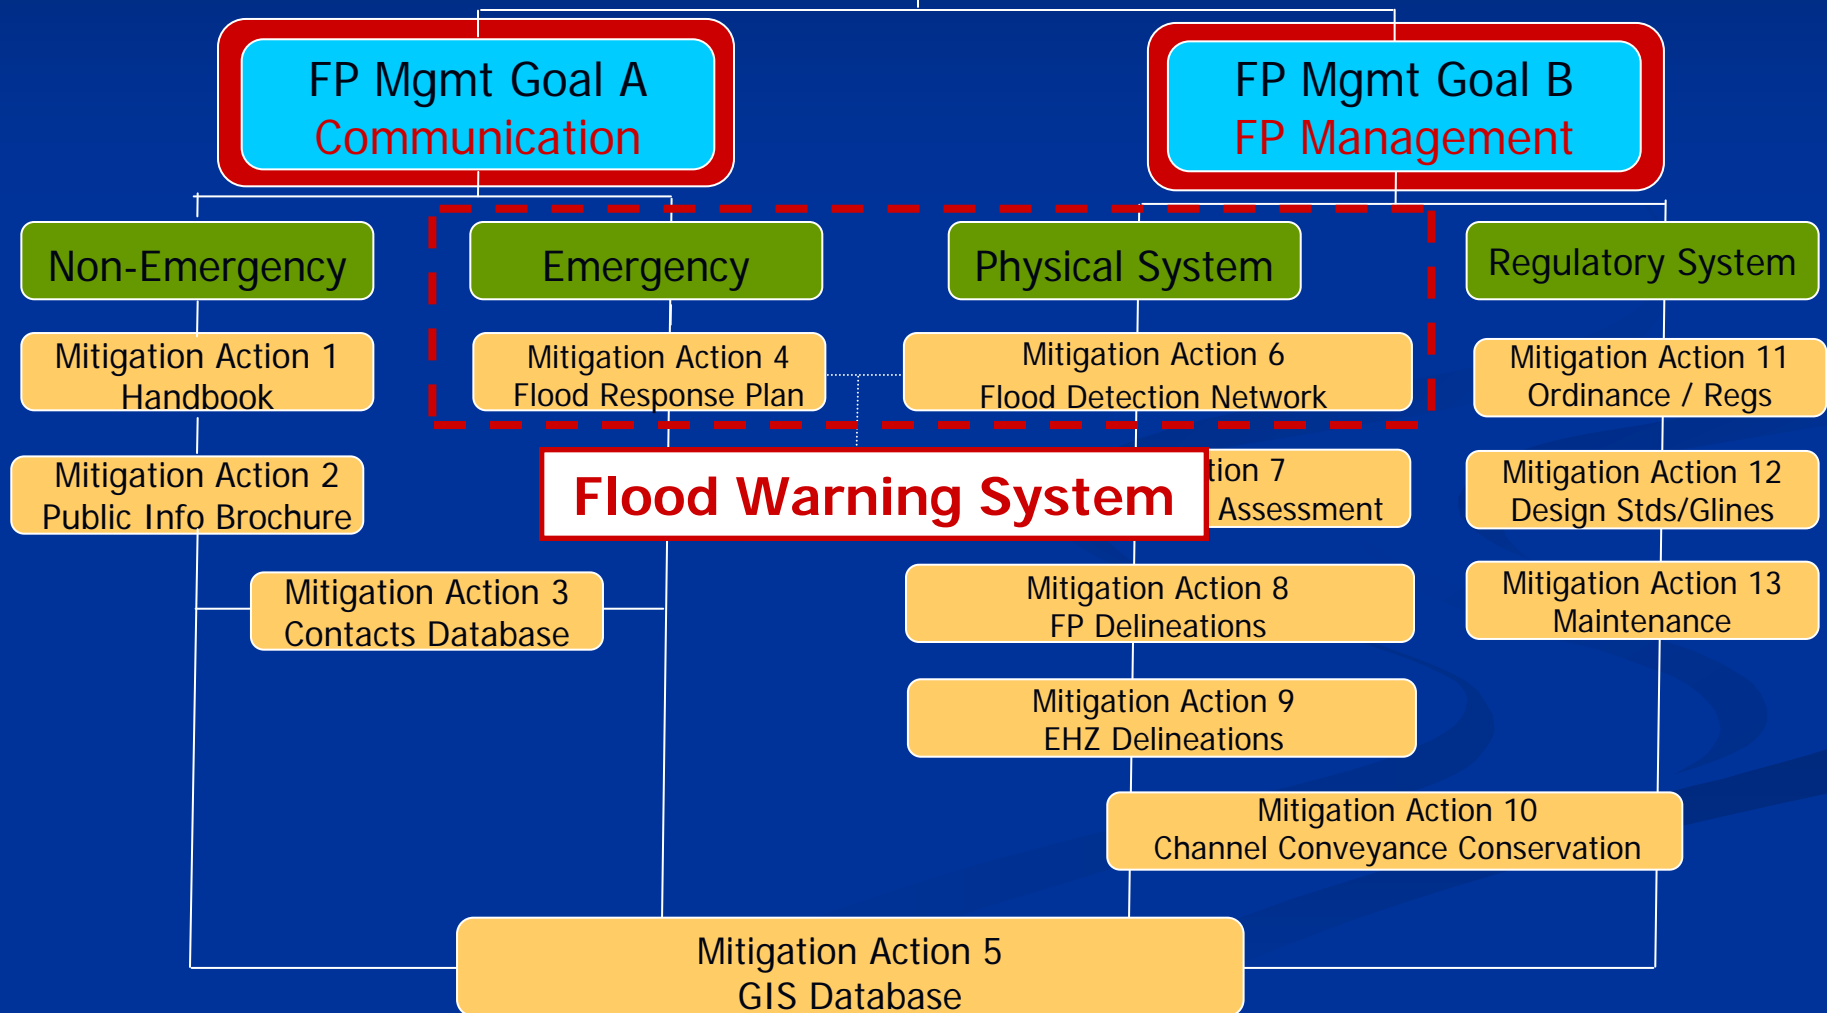 FP Mgmt Goal A
Communication
FP Mgmt Goal B
FP Management
Non-Emergency
Emergency
Physical System
Regulatory System
Mitigation Action 1
Handbook
Mitigation Action 4
Flood Response Plan
Mitigation Action 6
Flood Detection Network
Mitigation Action 11
Ordinance / Regs
Mitigation Action 2
Public Info Brochure
Flood Warning System
7
Assessment
Mitigation Action 12
Design Stds/Glines
Mitigation Action 3
Contacts Database
Mitigation Action 8
FP Delineations
Mitigation Action 13
Maintenance
Mitigation Action 9
EHZ Delineations
Mitigation Action 10
Channel Conveyance Conservation
Mitigation Action 5
GIS Database